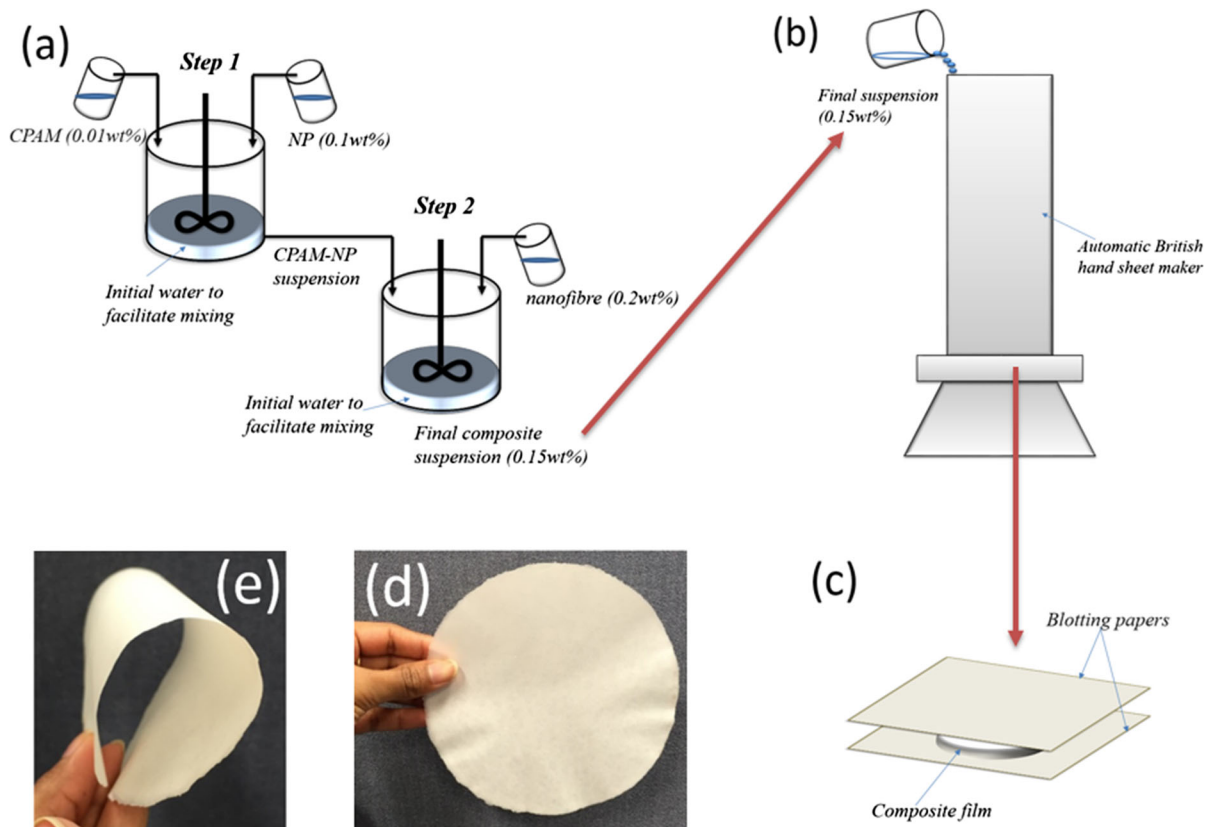 (a)
Step 1
CPAM (0.01wt%)
NP (0.1wt%)
Initial water to
facilitate mixing
CPAM-NP
suspension
Step 2
nanofibre (0.2wt%)
Initial water to
facilitate mixing
Final composite
suspension (0.15wt%)
(b)
Final suspension
(0.15wt%)
Automatic British
hand sheet maker
(c)
Blotting papers
Composite film
(d)
(e)